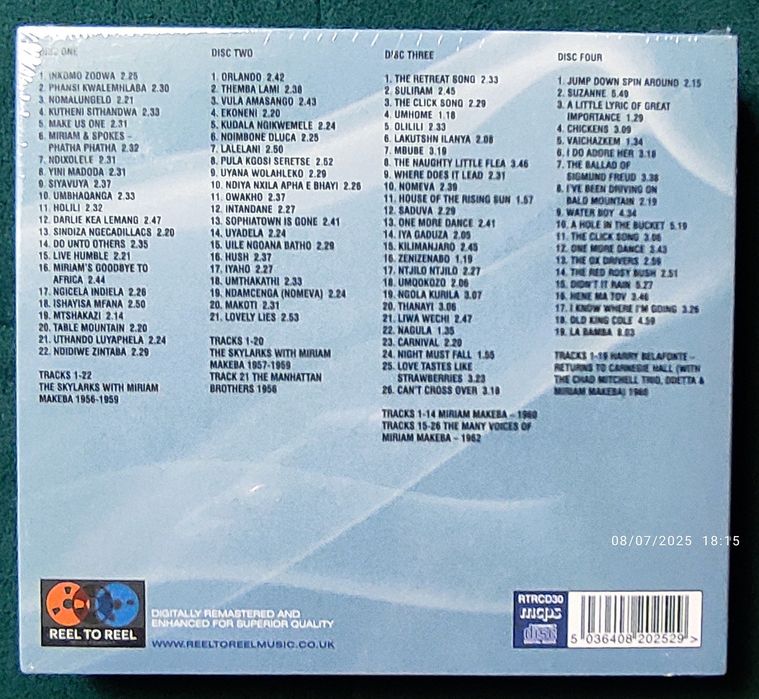 DISC ONE
1. INKOMO ZODWA 2.25
2. PHANSI KWALEMHLABA 2.30
3. NOMALUNGELO 2.21
4. KUTHENI SITHANDWA 2.33
5. MAKE US ONE 2.31
6. MIRIAM & SPOKES –
PHATHA PHATHA 2.32
7. NDIXOLELE 2.31
8. YINI MADODA 2.31
9. SIYAVUYA 2.37
10. UMBHAQANGA 2.33
11. HOLILI 2.32
12. DARLIE KEA LEMANG 2.47
13. SINDIZA NGECADILLACS 2.20
14. DO UNTO OTHERS 2.35
15. LIVE HUMBLE 2.21
16. MIRIAM'S GOODBYE TO
AFRICA 2.44
17. NGICELA INDIELA 2.26
18. ISHAYISA MFANA 2.50
19. MTSHAKAZI 2.14
20. TABLE MOUNTAIN 2.20
21. UTHANDO LUYAPHELA 2.24
22. NDIDIWE ZINTABA 2.29
TRACKS 1-22
THE SKYLARKS WITH MIRIAM
MAKEBA 1956-1959
DISC TWO
1. ORLANDO 2.42
2. THEMBA LAMI 2.38
3. VULA AMASANGO 2.43
4. EKONENI 2.20
5. KUDALA NGIKWEMELE 2.24
6. NDIMBONE DLUCA 2.25
7. LALELANI 2.50
8. PULA KGOSI SERETSE 2.52
9. UYANA WOLAHLEKO 2.29
10. NDIYA NXILA APHA E BHAYI 2.26
11. OWAKHO 2.37
12. INTANDANE 2.27
13. SOPHIATOWN IS GONE 2.41
14. UYADELA 2.24
15. UILE NGOANA BATHO 2.29
16. HUSH 2.37
17. IYAHO 2.27
18. UMTHAKATHI 2.33
19. NDAMCENGA (NOMEVA) 2.24
20. MAKOTI 2.31
21. LOVELY LIES 2.53
TRACKS 1-20
THE SKYLARKS WITH MIRIAM
MAKEBA 1957-1959
TRACK 21 THE MANHATTAN
BROTHERS 1956
DISC THREE
1. THE RETREAT SONG 2.33
2. SULIRAM 2.45
3. THE CLICK SONG 2.29
4. UMHOME 1.18
5. OLILILI 2.33
6. LAKUTSHN ILANYA 2.08
7. MBUBE 3.19
8. THE NAUGHTY LITTLE FLEA 3.46
9. WHERE DOES IT LEAD 2.31
10. NOMEVA 2.39
11. HOUSE OF THE RISING SUN 1.57
12. SADUVA 2.29
13. ONE MORE DANCE 2.41
14. IYA GADUZA 2.05
15. KILIMANJARO 2.45
16. ZENIZENABO 1.19
17. NTJILO NTJILO 2.27
18. UMQOKOZO 2.06
19. NGOLA KURILA 3.07
20. THANAYI 3.06
21. LIWA WECHI 2.47
22. NAGULA 1.35
23. CARNIVAL 2.20
24. NIGHT MUST FALL 1.55
25. LOVE TASTES LIKE
STRAWBERRIES 3.23
26. CAN'T CROSS OVER 3.18
TRACKS 1-14 MIRIAM MAKEBA – 1960
TRACKS 15-26 THE MANY VOICES OF
MIRIAM MAKEBA – 1962
DISC FOUR
1. JUMP DOWN SPIN AROUND 2.15
2. SUZANNE 5.49
3. A LITTLE LYRIC OF GREAT
IMPORTANCE 1.29
4. CHICKENS 3.09
5. VAICHAZKEM 1.34
6. I DO ADORE HER 3.18
7. THE BALLAD OF
SIGMUND FREUD 3.38
8. I'VE BEEN DRIVING ON
BALD MOUNTAIN 2.19
9. WATER BOY 4.34
10. A HOLE IN THE BUCKET 5.19
11. THE CLICK SONG 3.06
12. ONE MORE DANCE 3.43
13. THE OX DRIVERS 2.59
14. THE RED ROSY BUSH 2.51
15. DIDN'T IT RAIN 5.27
16. HENE MA TOV 3.46
17. I KNOW WHERE I'M GOING 3.26
18. OLD KING COLE 4.59
19. LA BAMBA 8.03
TRACKS 1-19 HARRY BELAFONTE –
RETURNS TO CARNEGIE HALL (WITH
THE CHAD MITCHELL TRIO, ODETTA &
MIRIAM MAKEBA) 1960
08/07/2025 18:15
REEL TO REEL
DIGITALLY REMASTERED AND
ENHANCED FOR SUPERIOR QUALITY
WWW.REELTOREELMUSIC.CO.UK
RTRCD30
mcps
disc
5 036408 202529 >